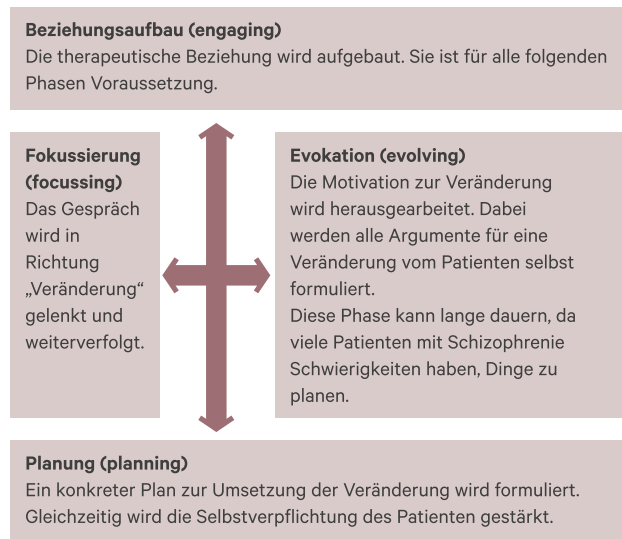 Beziehungsaufbau (engaging)
Die therapeutische Beziehung wird aufgebaut. Sie ist für alle folgenden
Phasen Voraussetzung.
Fokussierung
(focussing)
Das Gespräch
wird in
Richtung
„Veränderung“
gelenkt und
weiterverfolgt.
Evokation (evolving)
Die Motivation zur Veränderung
wird herausgearbeitet. Dabei
werden alle Argumente für eine
Veränderung vom Patienten selbst
formuliert.
Diese Phase kann lange dauern, da
viele Patienten mit Schizophrenie
Schwierigkeiten haben, Dinge zu
planen.
Planung (planning)
Ein konkreter Plan zur Umsetzung der Veränderung wird formuliert.
Gleichzeitig wird die Selbstverpflichtung des Patienten gestärkt.